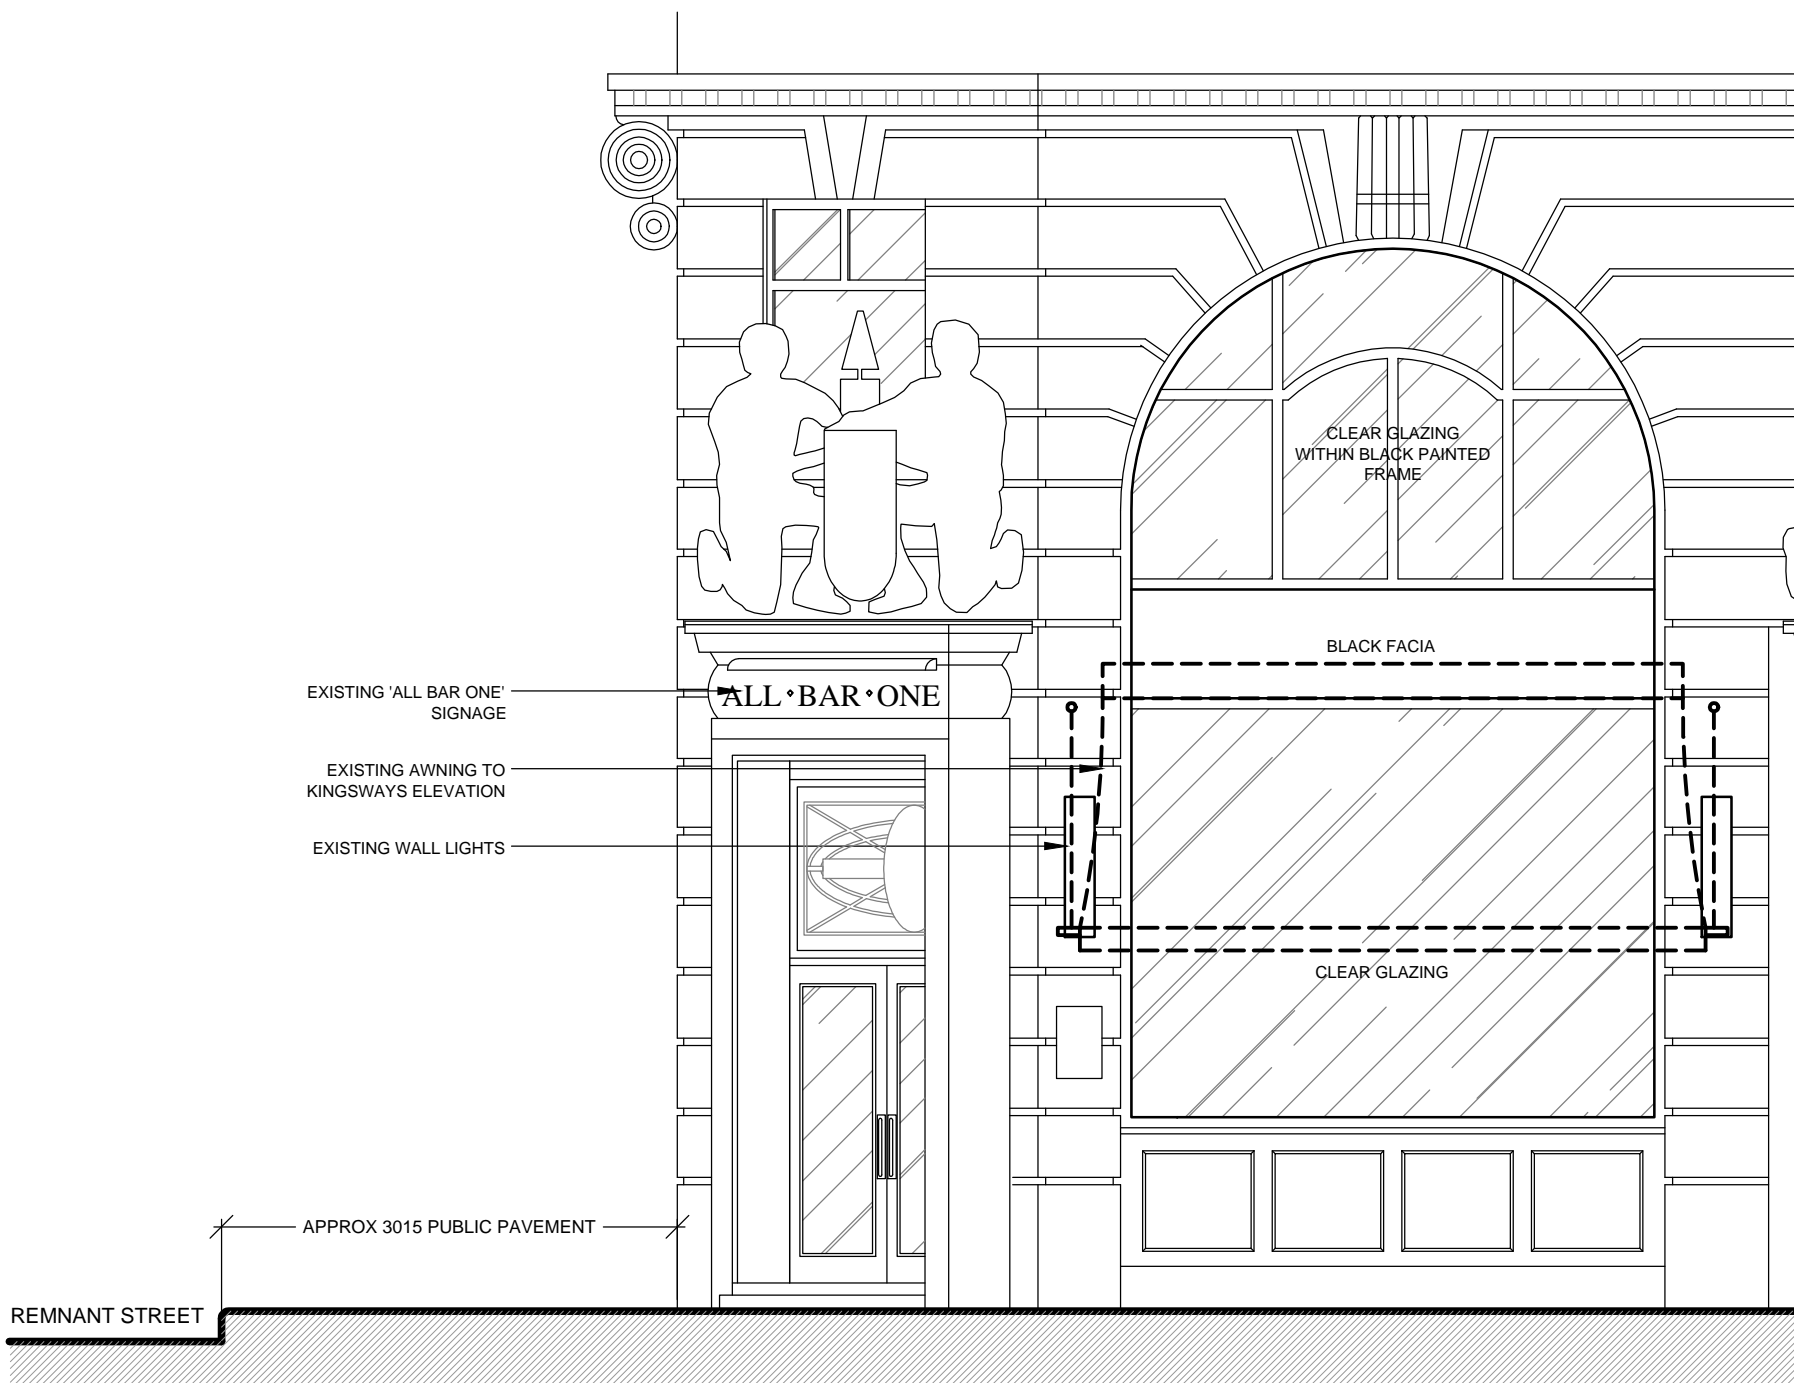 CLEAR GLAZING
WITHIN BLACK PAINTED
FRAME
BLACK FACIA
EXISTING 'ALL BAR ONE'
SIGNAGE
ALL BAR ONE
EXISTING AWNING TO
KINGSWAYS ELEVATION
EXISTING WALL LIGHTS
CLEAR GLAZING
APPROX 3015 PUBLIC PAVEMENT
REMNANT STREET